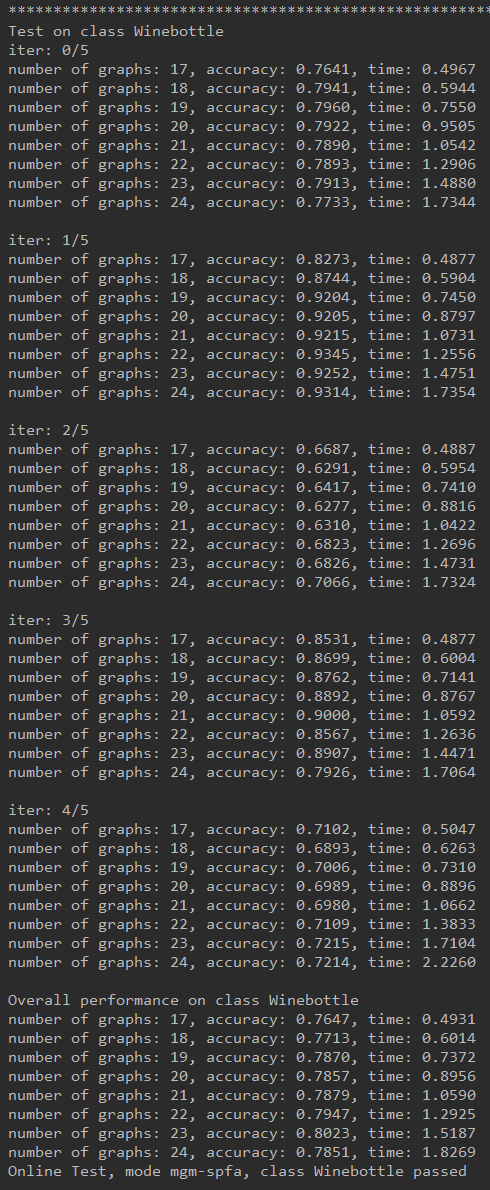 ******************************************************
Test on class Winebottle
iter: 0/5
number of graphs: 17, accuracy: 0.7641, time: 0.4967
number of graphs: 18, accuracy: 0.7941, time: 0.5944
number of graphs: 19, accuracy: 0.7960, time: 0.7550
number of graphs: 20, accuracy: 0.7922, time: 0.9505
number of graphs: 21, accuracy: 0.7890, time: 1.0542
number of graphs: 22, accuracy: 0.7893, time: 1.2906
number of graphs: 23, accuracy: 0.7913, time: 1.4880
number of graphs: 24, accuracy: 0.7733, time: 1.7344
iter: 1/5
number of graphs: 17, accuracy: 0.8273, time: 0.4877
number of graphs: 18, accuracy: 0.8744, time: 0.5904
number of graphs: 19, accuracy: 0.9204, time: 0.7450
number of graphs: 20, accuracy: 0.9205, time: 0.8797
number of graphs: 21, accuracy: 0.9215, time: 1.0731
number of graphs: 22, accuracy: 0.9345, time: 1.2556
number of graphs: 23, accuracy: 0.9252, time: 1.4751
number of graphs: 24, accuracy: 0.9314, time: 1.7354
iter: 2/5
number of graphs: 17, accuracy: 0.6687, time: 0.4887
number of graphs: 18, accuracy: 0.6291, time: 0.5954
number of graphs: 19, accuracy: 0.6417, time: 0.7410
number of graphs: 20, accuracy: 0.6277, time: 0.8816
number of graphs: 21, accuracy: 0.6310, time: 1.0422
number of graphs: 22, accuracy: 0.6823, time: 1.2696
number of graphs: 23, accuracy: 0.6826, time: 1.4731
number of graphs: 24, accuracy: 0.7066, time: 1.7324
iter: 3/5
number of graphs: 17, accuracy: 0.8531, time: 0.4877
number of graphs: 18, accuracy: 0.8699, time: 0.6004
number of graphs: 19, accuracy: 0.8762, time: 0.7141
number of graphs: 20, accuracy: 0.8892, time: 0.8767
number of graphs: 21, accuracy: 0.9000, time: 1.0592
number of graphs: 22, accuracy: 0.8567, time: 1.2636
number of graphs: 23, accuracy: 0.8907, time: 1.4471
number of graphs: 24, accuracy: 0.7926, time: 1.7064
iter: 4/5
number of graphs: 17, accuracy: 0.7102, time: 0.5047
number of graphs: 18, accuracy: 0.6893, time: 0.6263
number of graphs: 19, accuracy: 0.7006, time: 0.7310
number of graphs: 20, accuracy: 0.6989, time: 0.8896
number of graphs: 21, accuracy: 0.6980, time: 1.0662
number of graphs: 22, accuracy: 0.7109, time: 1.3833
number of graphs: 23, accuracy: 0.7215, time: 1.7104
number of graphs: 24, accuracy: 0.7214, time: 2.2260
Overall performance on class Winebottle
number of graphs: 17, accuracy: 0.7647, time: 0.4931
number of graphs: 18, accuracy: 0.7713, time: 0.6014
number of graphs: 19, accuracy: 0.7870, time: 0.7372
number of graphs: 20, accuracy: 0.7857, time: 0.8956
number of graphs: 21, accuracy: 0.7879, time: 1.0590
number of graphs: 22, accuracy: 0.7947, time: 1.2925
number of graphs: 23, accuracy: 0.8023, time: 1.5187
number of graphs: 24, accuracy: 0.7851, time: 1.8269
Online Test, mode mgm-spfa, class Winebottle passed